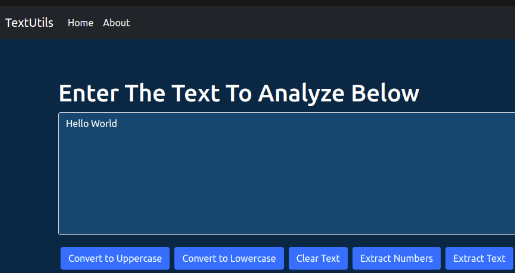 TextUtils Home About
Enter The Text To Analyze Below
Hello World
Convert to Uppercase Convert to Lowercase Clear Text Extract Numbers Extract Text